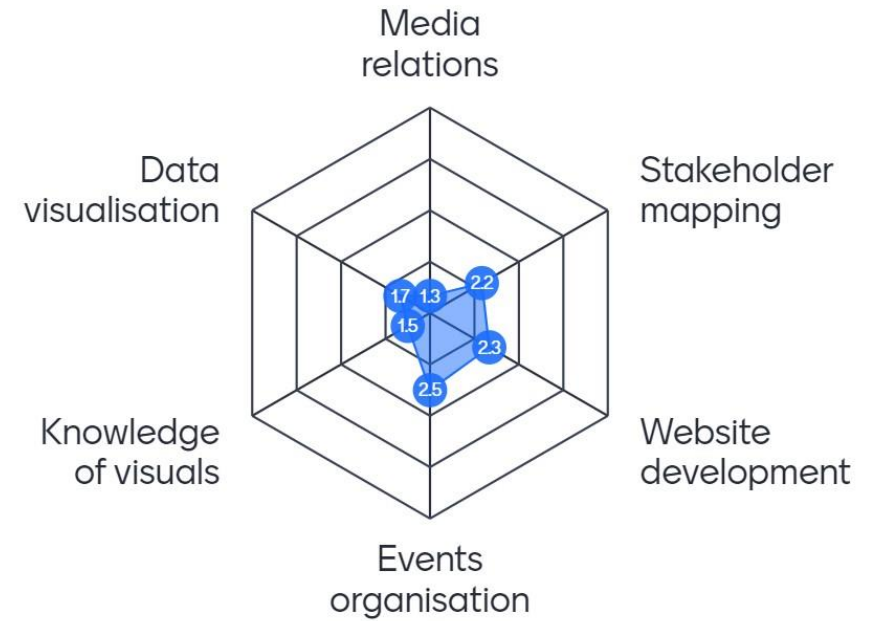 Media
relations
Data
visualisation
Stakeholder
mapping
1.7
1.3
2.2
1.5
2.3
2.5
Knowledge
of visuals
Website
development
Events
organisation